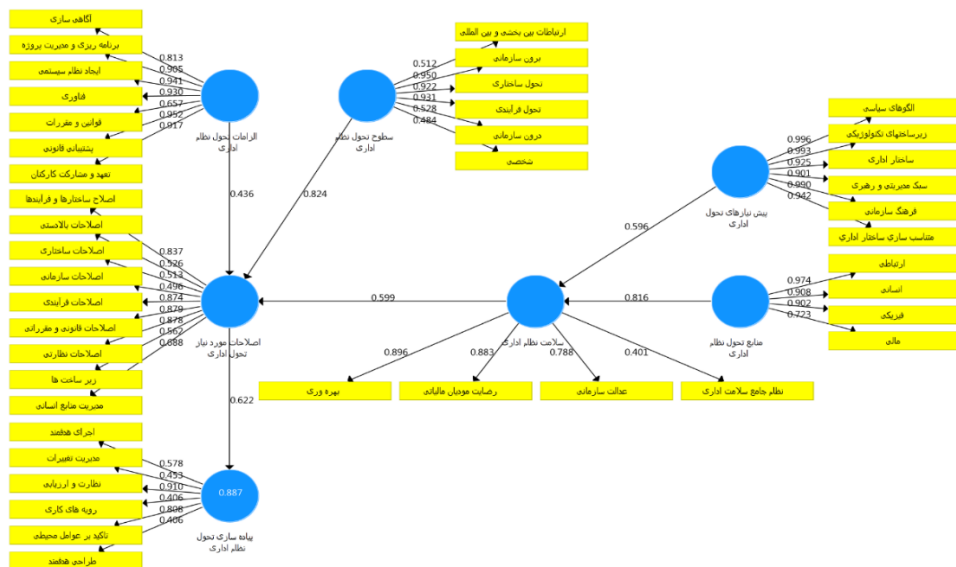 آگاهی سازی
برنامه ریزی و مدیریت پروژه
ایجاد نظام سیستمی
فناوری
قوانین و مقررات
پشتیبانی قانونی
تعهد و مشارکت کارکنان
0.813
0.905
0.941
0.930
0.657
0.952
0.917
الزامات تحول نظام
اداری
ارتباطات بین بخشی و بین المللی
برون سازمانی
تحول ساختاری
تحول فرآیندی
درون سازمانی
شخصی
0.512
0.950
0.922
0.931
0.528
0.484
سطوح تحول نظام
اداری
الگوهای سیاسی
زیرساختهای تکنولوژیکی
ساختار اداری
سبک مدیریتی و رهبری
فرهنگ سازمانی
متناسب سازی ساختار اداری
0.996
0.993
0.925
0.901
0.990
0.942
پیش نیازهای تحول
اداری
0.436
0.824
0.596
اصلاح ساختارها و فرآیندها
اصلاحات بالادستی
اصلاحات ساختاری
اصلاحات سازمانی
اصلاحات فرآیندی
اصلاحات قانونی و مقرراتی
اصلاحات نظارتی
زیر ساخت ها
مدیریت منابع انسانی
0.837
0.526
0.513
0.496
0.874
0.879
0.878
0.562
0.688
اصلاحات مورد نیاز
تحول اداری
0.599
سلامت نظام اداری
0.816
منابع تحول نظام
اداری
ارتباطی
انسانی
فیزیکی
مالی
0.974
0.908
0.902
0.723
0.896
0.883
0.788
0.401
بهره وری
رضایت مودیان مالیاتی
عدالت سازمانی
نظام جامع سلامت اداری
0.622
اجرای هدفمند
مدیریت تغییرات
نظارت و ارزیابی
رویه های کاری
تاکید بر عوامل محیطی
طراحی هدفمند
0.578
0.453
0.910
0.406
0.808
0.406
0.887
پیاده سازی تحول
نظام اداری